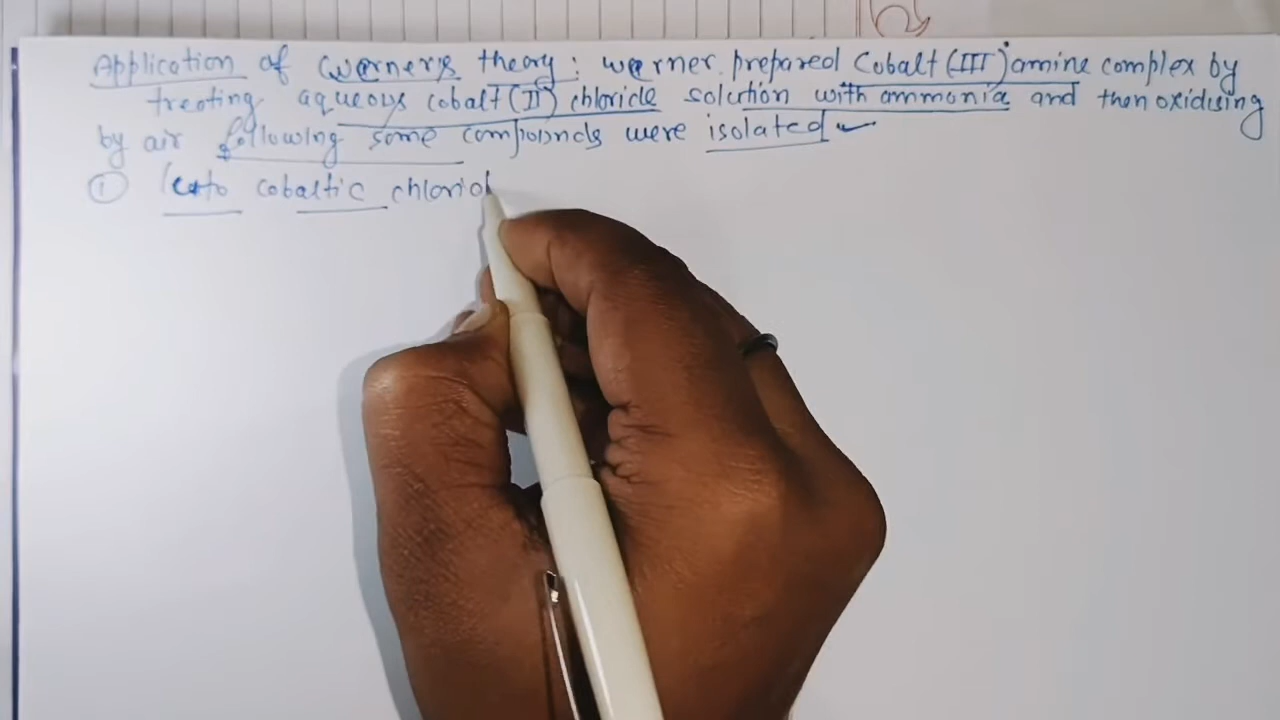 Application of Werner's theory : werner prepared Cobalt (III) amine complex by
treating aqueous cobalt (II) chloride solution with ammonia and then oxidising
by air following some compounds were isolated
① cobaltic chlorid